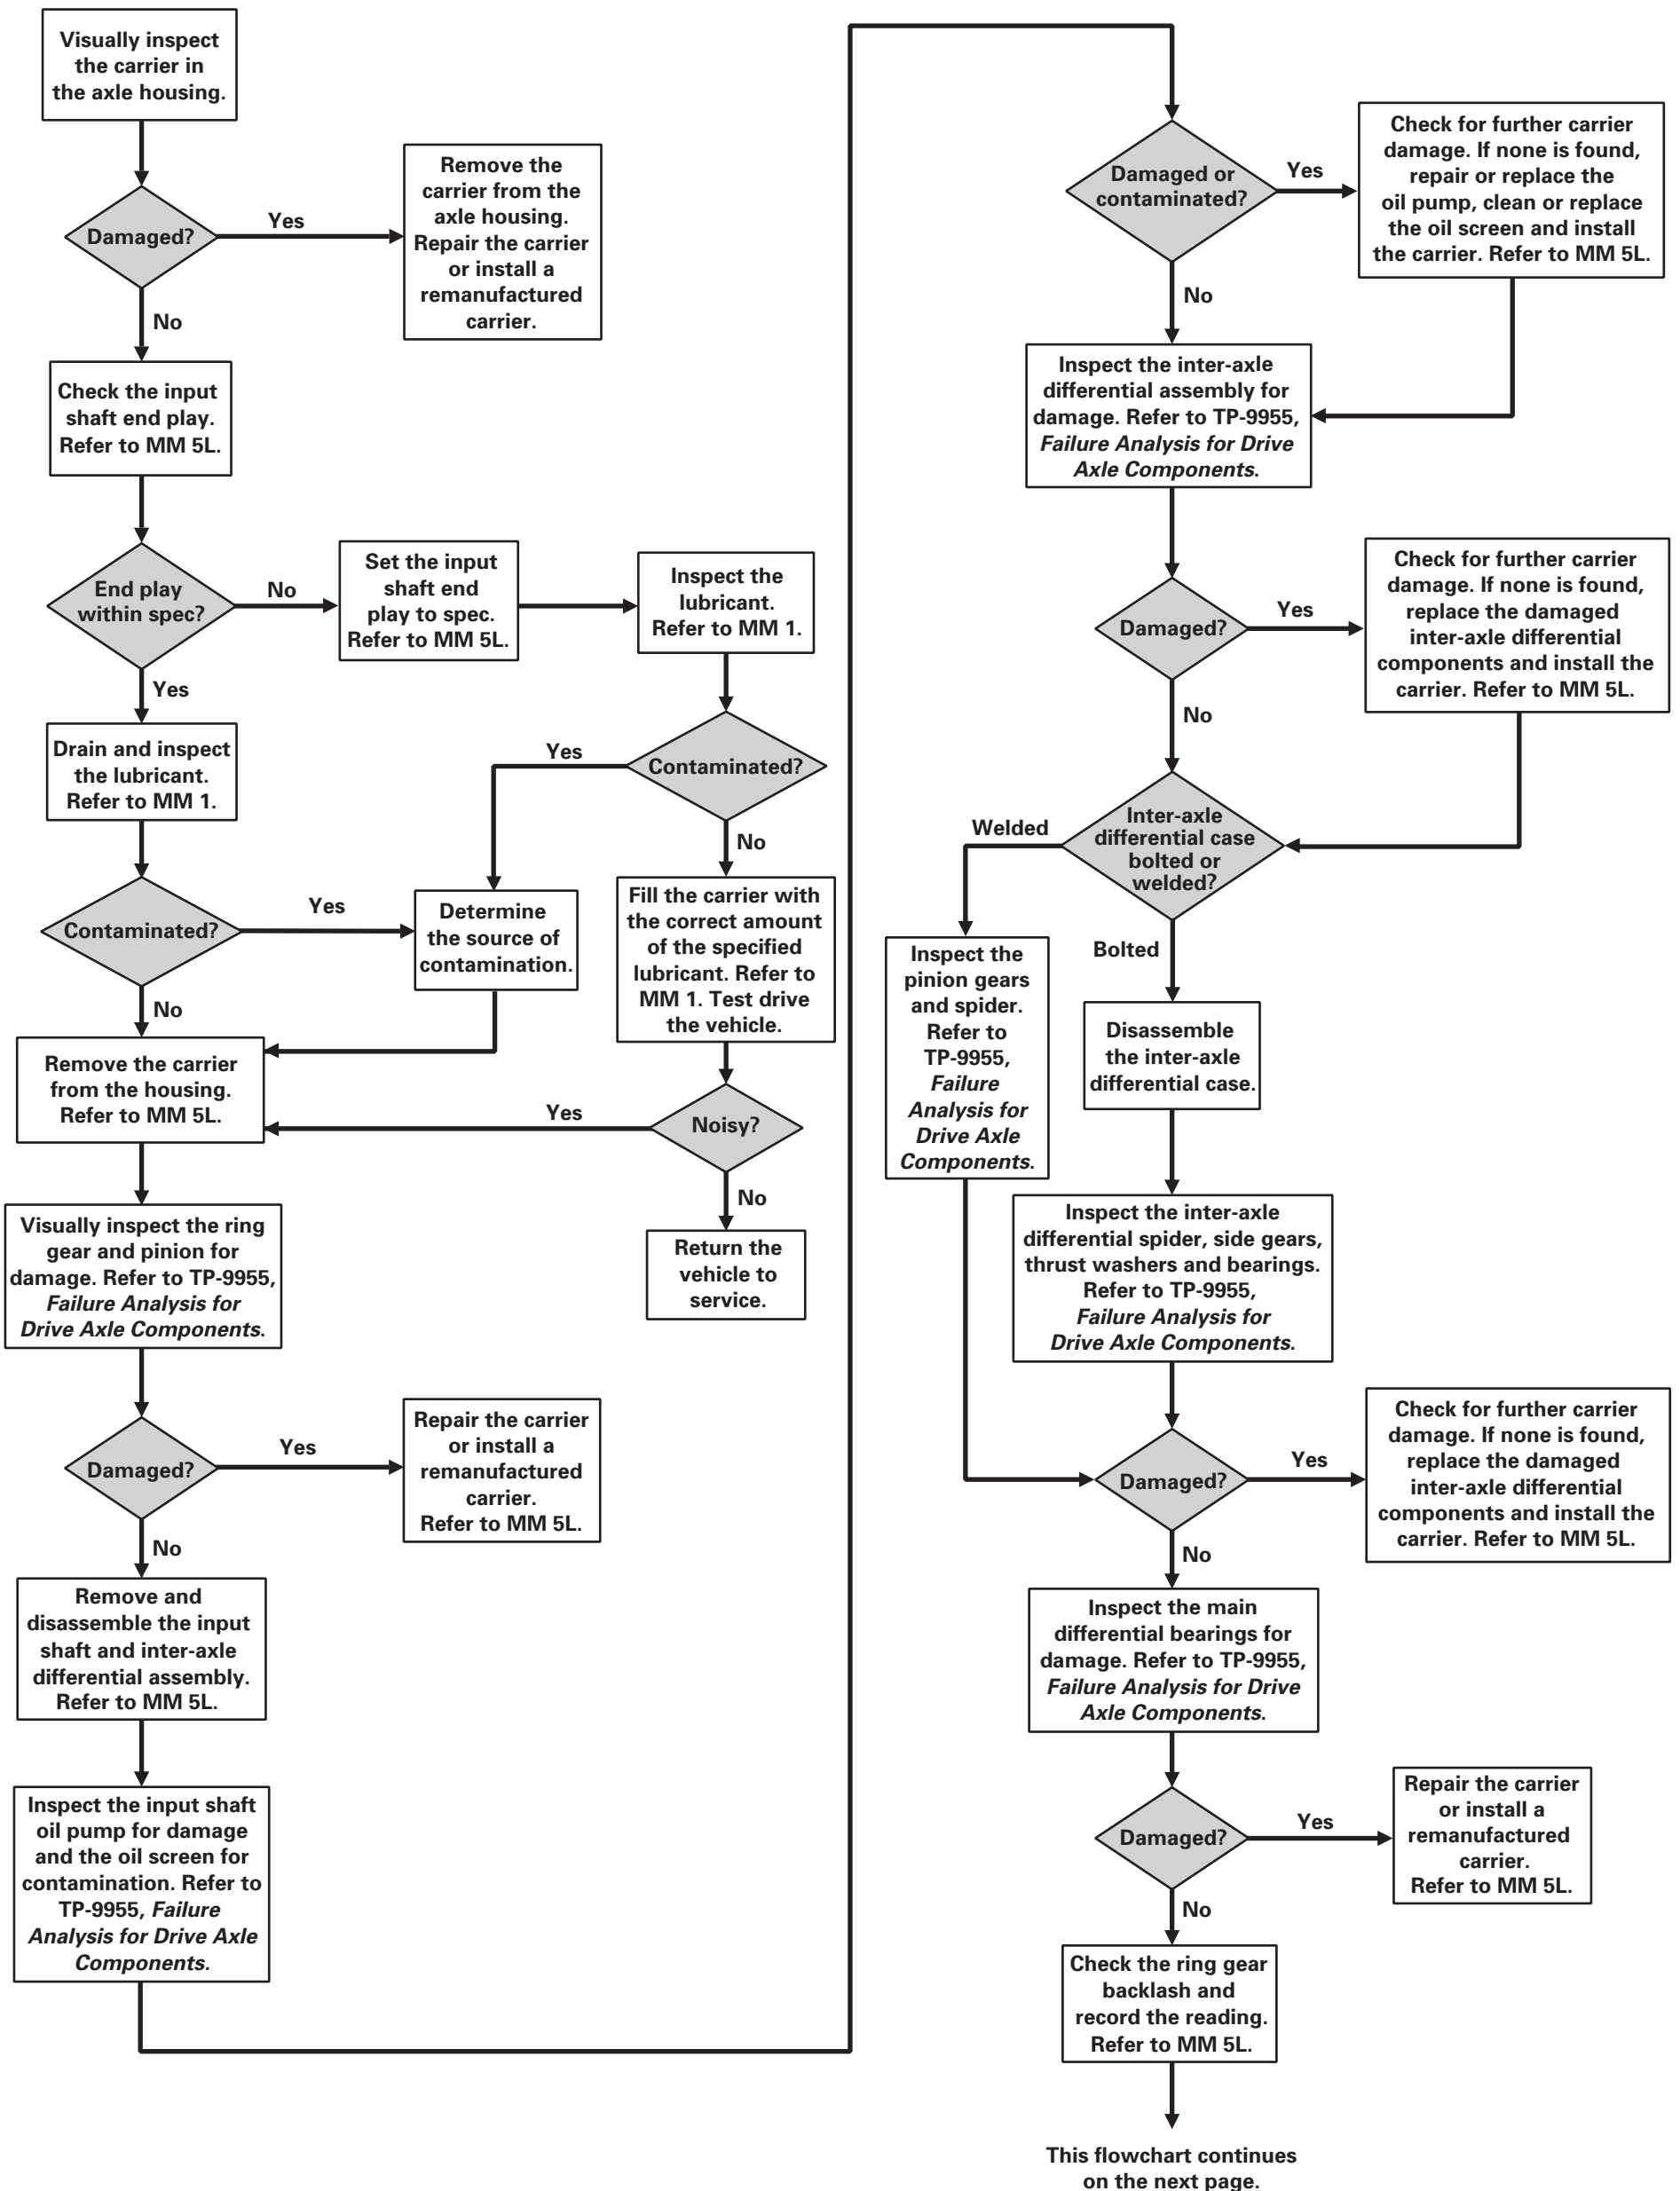 Visually inspect
the carrier in
the axle housing.
Damaged?
Yes
Remove the
carrier from the
axle housing.
Repair the carrier
or install a
remanufactured
carrier.
No
Check the input
shaft end play.
Refer to MM 5L.
End play
within spec?
No
Set the input
shaft end
play to spec.
Refer to MM 5L.
Inspect the
lubricant.
Refer to MM 1.
Yes
Drain and inspect
the lubricant.
Refer to MM 1.
Yes
Contaminated?
No
Contaminated?
Yes
Determine
the source of
contamination.
Fill the carrier with
the correct amount
of the specified
lubricant. Refer to
MM 1. Test drive
the vehicle.
No
Remove the carrier
from the housing.
Refer to MM 5L.
Yes
Noisy?
No
Return the
vehicle to
service.
Visually inspect the ring
gear and pinion for
damage. Refer to TP-9955,
Failure Analysis for
Drive Axle Components.
Damaged?
Yes
Repair the carrier
or install a
remanufactured
carrier.
Refer to MM 5L.
No
Remove and
disassemble the input
shaft and inter-axle
differential assembly.
Refer to MM 5L.
Inspect the input shaft
oil pump for damage
and the oil screen for
contamination. Refer to
TP-9955, Failure
Analysis for Drive Axle
Components.
Damaged or
contaminated?
Yes
Check for further carrier
damage. If none is found,
repair or replace the
oil pump, clean or replace
the oil screen and install
the carrier. Refer to MM 5L.
No
Inspect the inter-axle
differential assembly for
damage. Refer to TP-9955,
Failure Analysis for Drive
Axle Components.
Damaged?
Yes
Check for further carrier
damage. If none is found,
replace the damaged
inter-axle differential
components and install the
carrier. Refer to MM 5L.
No
Inter-axle
differential case
bolted or
welded?
Welded
Inspect the
pinion gears
and spider.
Refer to
TP-9955,
Failure
Analysis for
Drive Axle
Components.
Bolted
Disassemble
the inter-axle
differential case.
Inspect the inter-axle
differential spider, side gears,
thrust washers and bearings.
Refer to TP-9955,
Failure Analysis for
Drive Axle Components.
Damaged?
Yes
Check for further carrier
damage. If none is found,
replace the damaged
inter-axle differential
components and install the
carrier. Refer to MM 5L.
No
Inspect the main
differential bearings for
damage. Refer to TP-9955,
Failure Analysis for Drive
Axle Components.
Damaged?
Yes
Repair the carrier
or install a
remanufactured
carrier.
Refer to MM 5L.
No
Check the ring gear
backlash and
record the reading.
Refer to MM 5L.
This flowchart continues
on the next page.